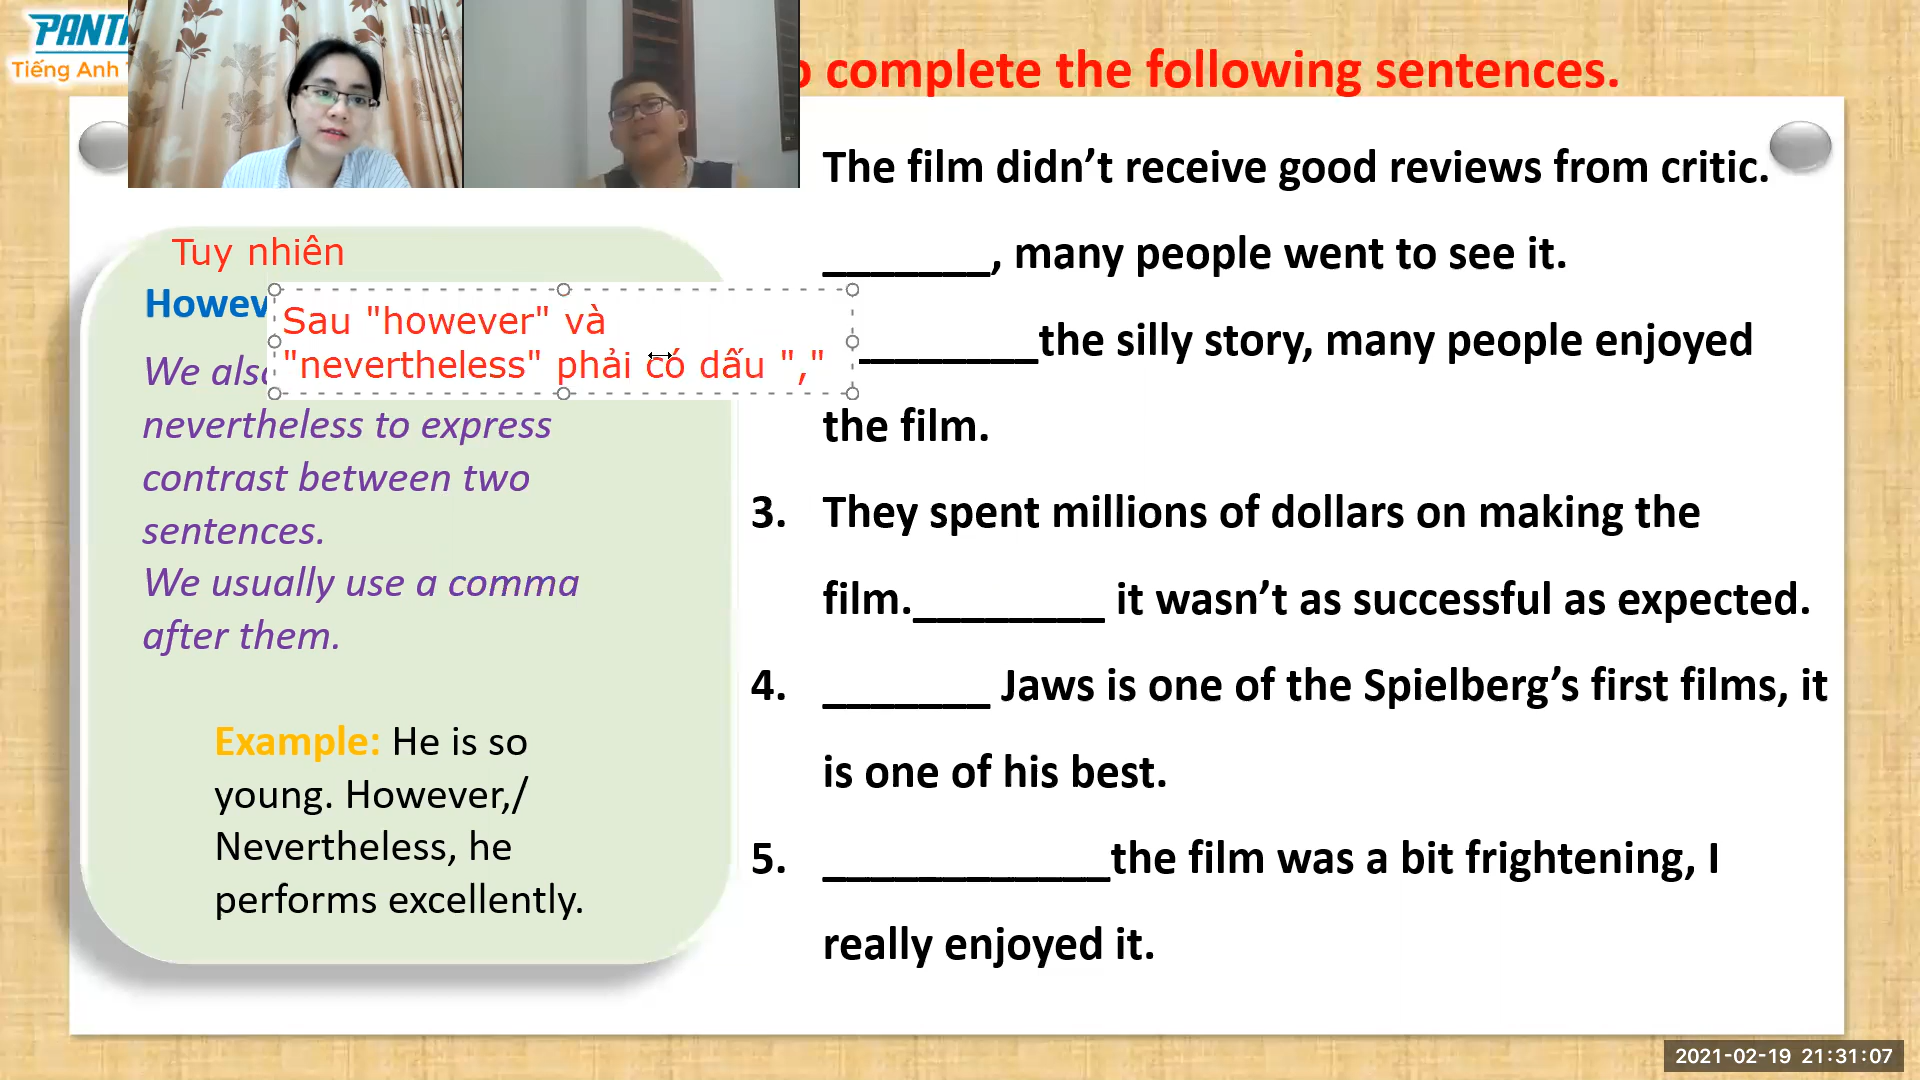 PANT
Tiếng Anh
complete the following sentences.
The film didn’t receive good reviews from critic.
_______, many people went to see it.
________the silly story, many people enjoyed
the film.
3. They spent millions of dollars on making the
film.________ it wasn’t as successful as expected.
4. _______ Jaws is one of the Spielberg’s first films, it
is one of his best.
5. ____________the film was a bit frightening, I
really enjoyed it.
Tuy nhiên
Howev
Sau "however" và
"nevertheless" phải có dấu ","
We also
nevertheless to express
contrast between two
sentences.
We usually use a comma
after them.
Example: He is so
young. However,/
Nevertheless, he
performs excellently.
2021-02-19 21:31:07